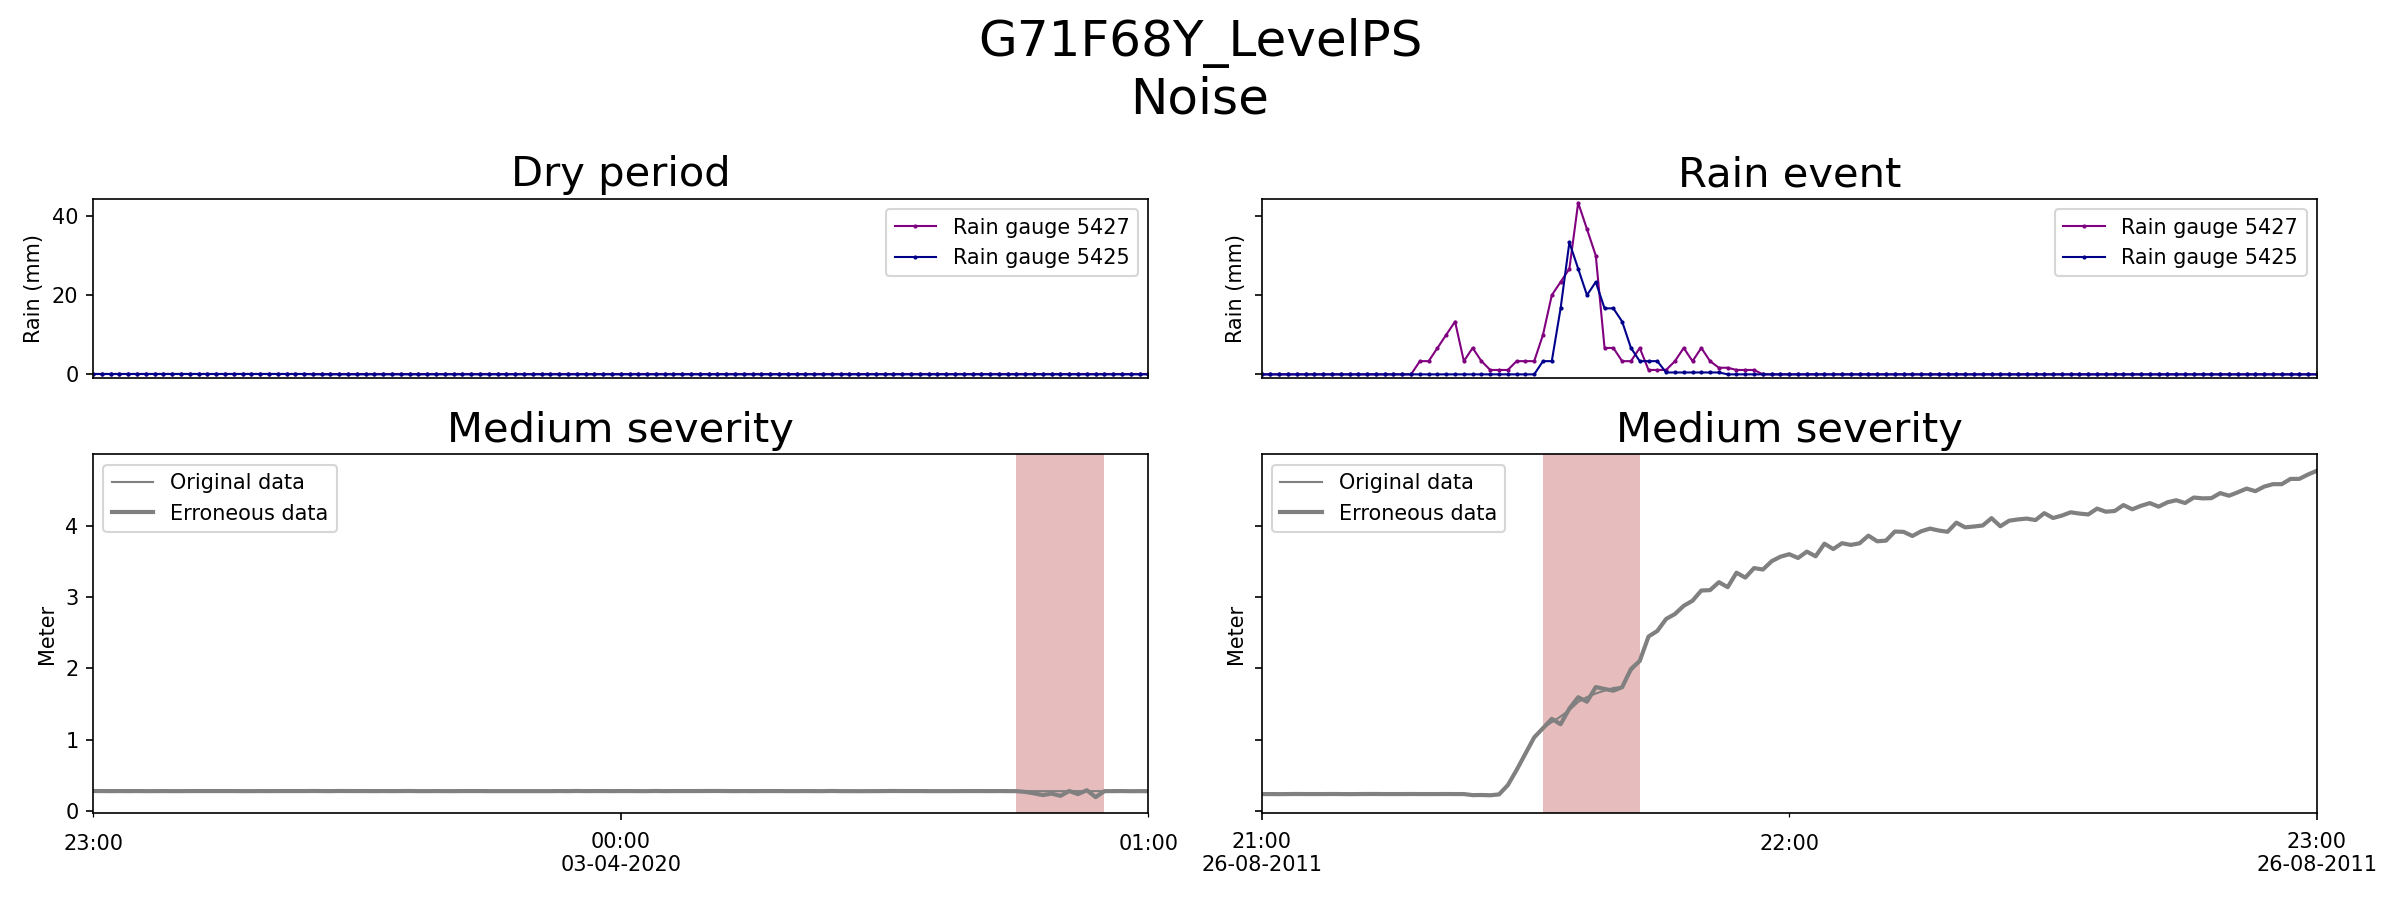 G71F68Y_LevelPS
Noise
Dry period
Rain (mm)
40
20
0
Rain gauge 5427
Rain gauge 5425
Rain event
Rain (mm)
Rain gauge 5427
Rain gauge 5425
Medium severity
Meter
4
3
2
1
0
Original data
Erroneous data
23:00
00:00
03-04-2020
01:00
Medium severity
Meter
Original data
Erroneous data
21:00
26-08-2011
22:00
23:00
26-08-2011